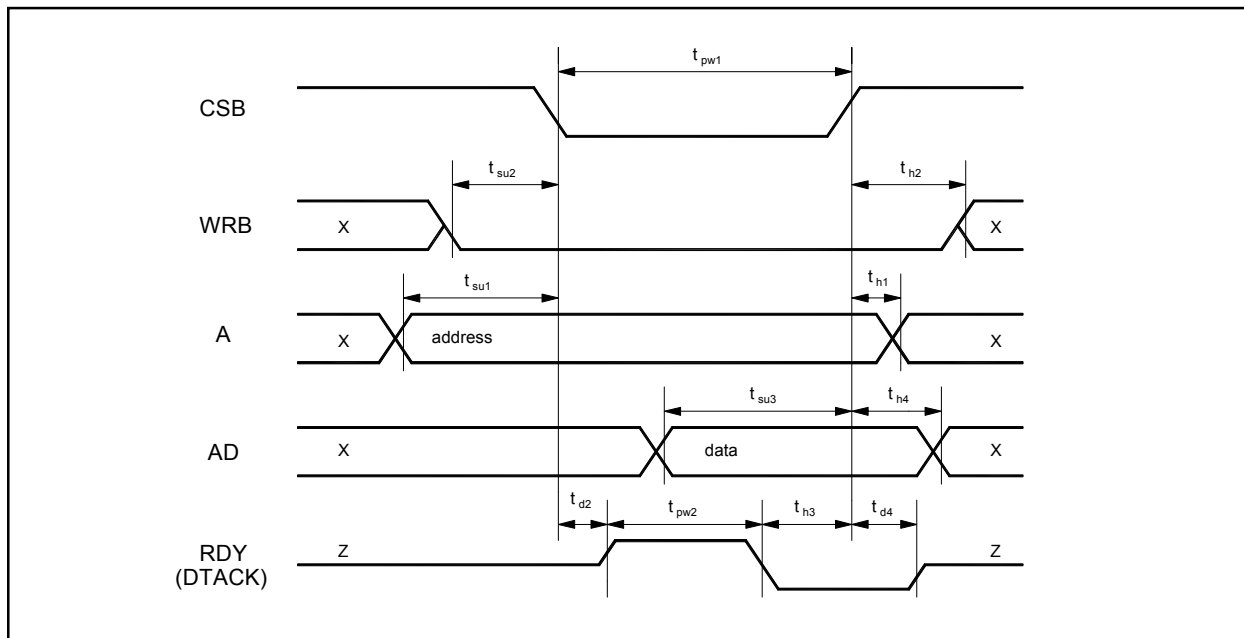 t pw1
CSB
t su2
t h2
WRB
X
X
t su1
t h1
A
X
address
X
t su3
t h4
AD
X
data
X
t d2
t pw2
t h3
t d4
RDY
(DTACK)
Z
Z